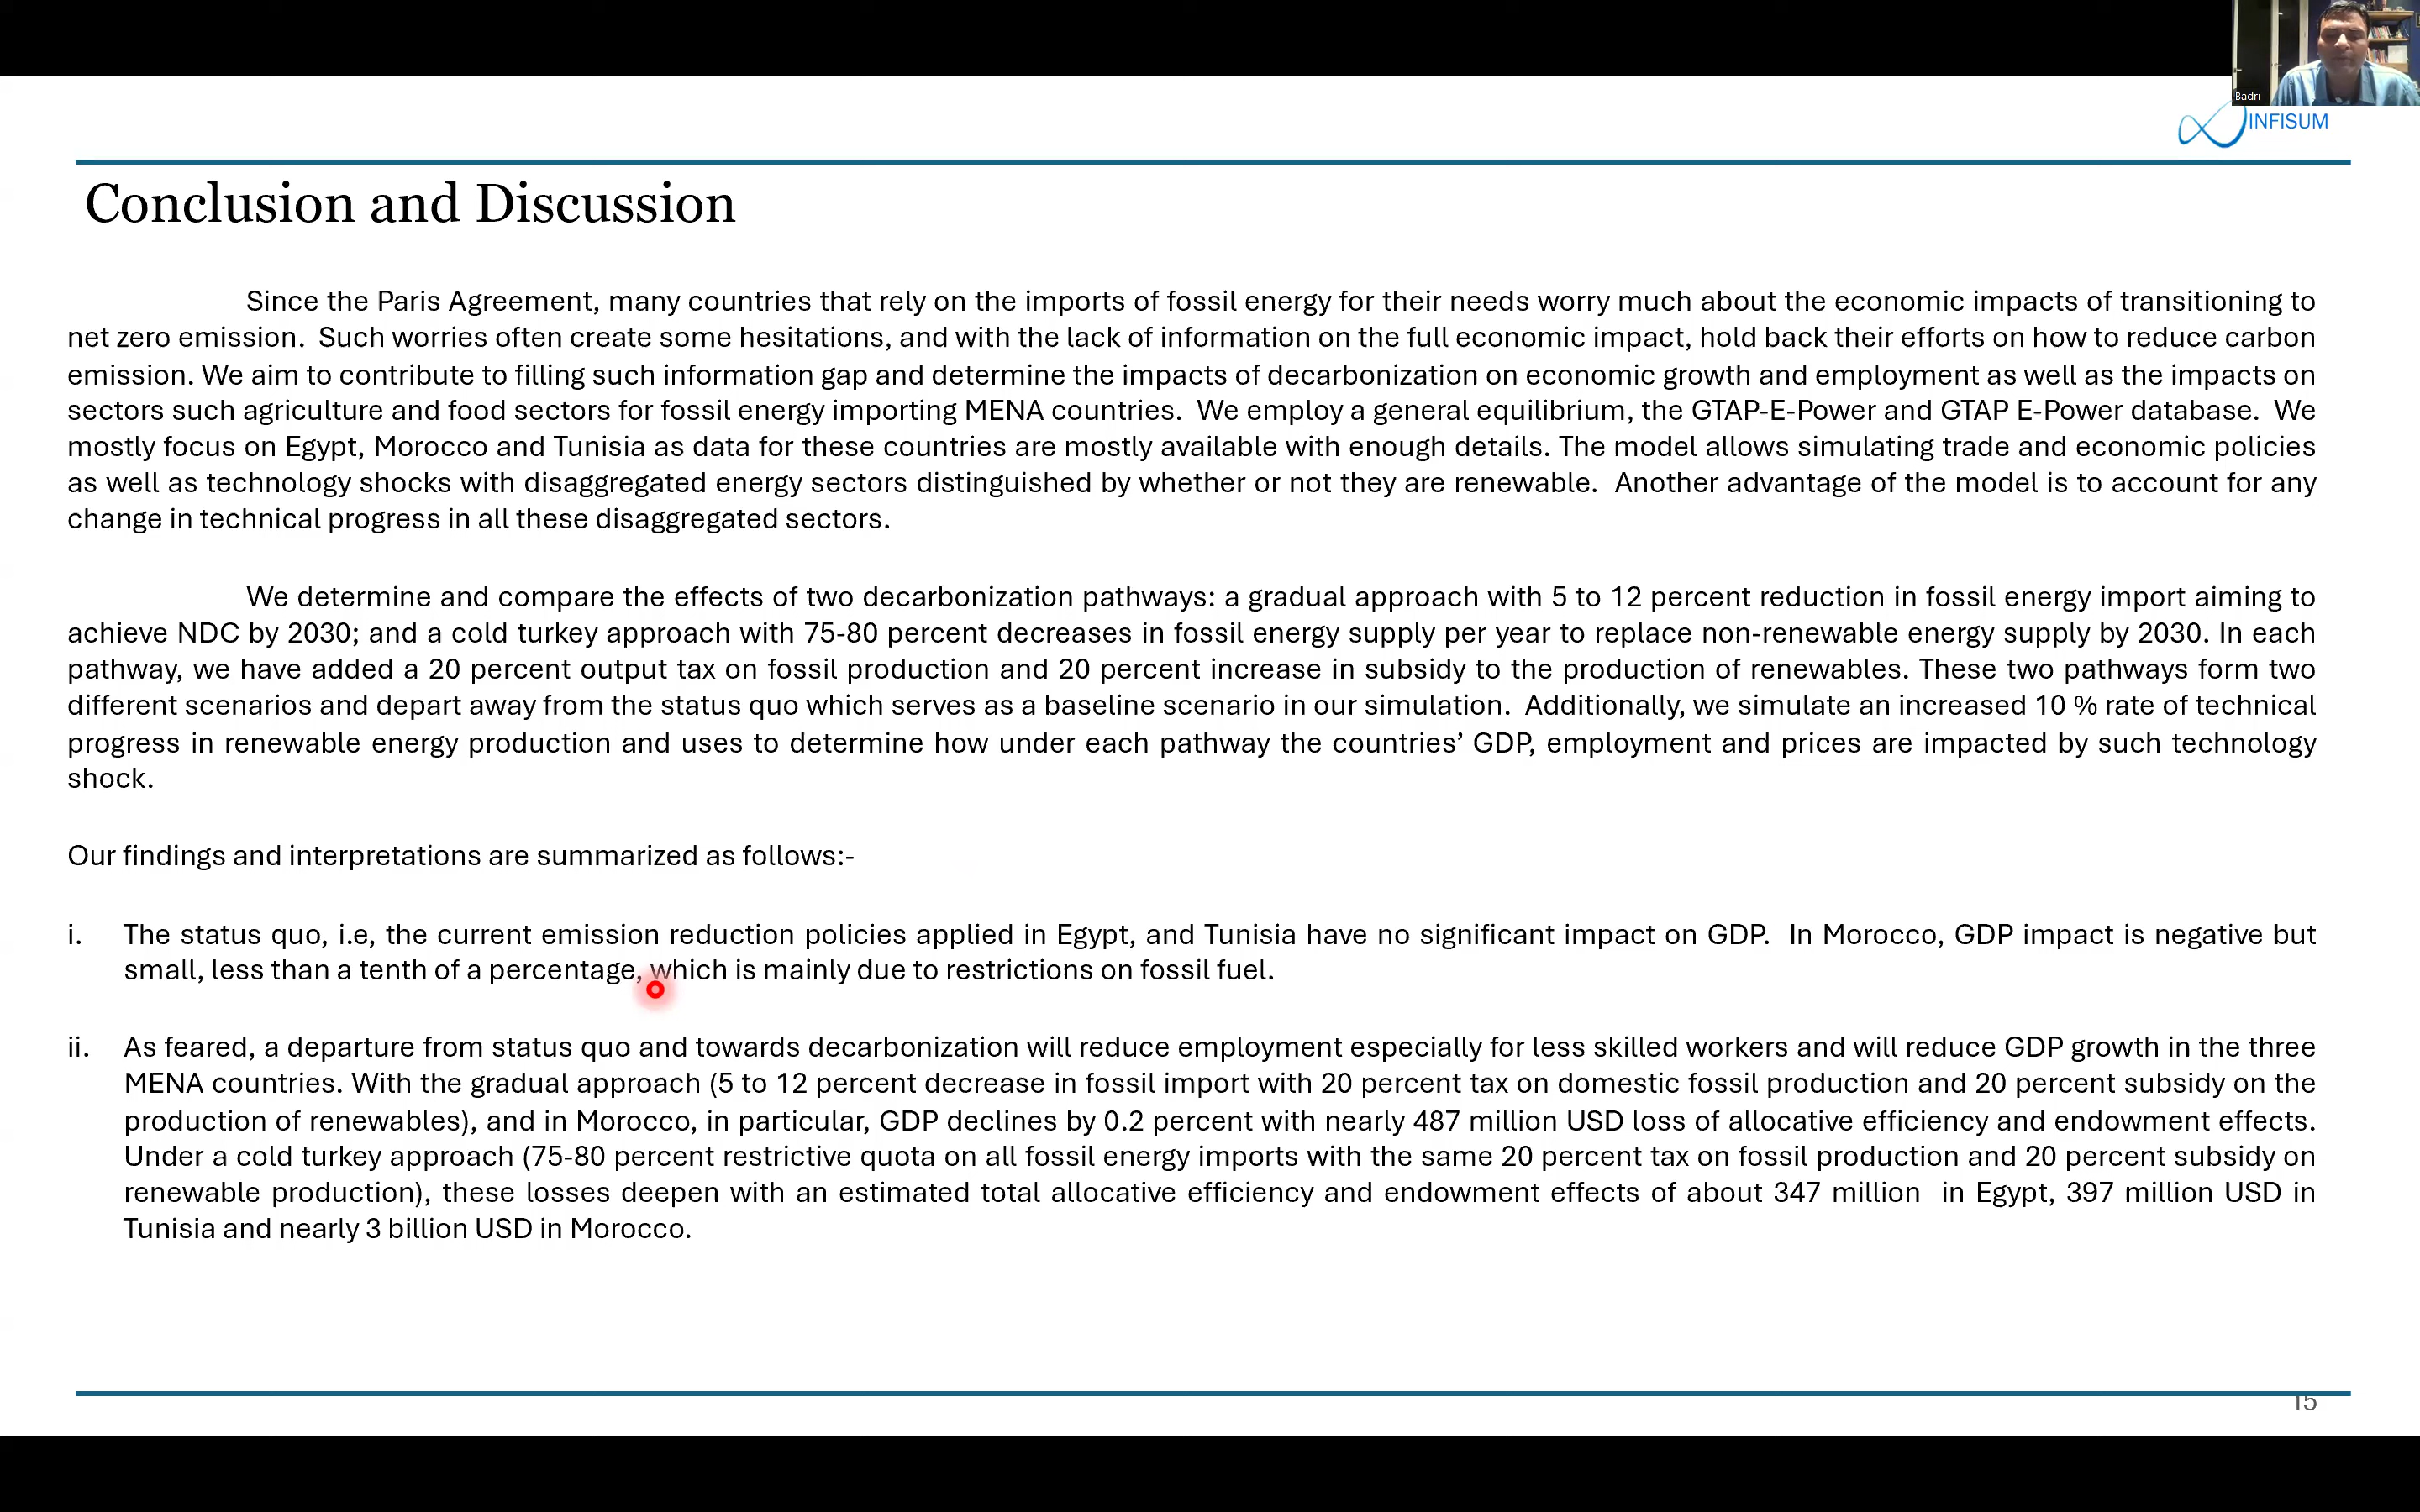 Badri
INFISUM
Conclusion and Discussion
Since the Paris Agreement, many countries that rely on the imports of fossil energy for their needs worry much about the economic impacts of transitioning to
net zero emission.  Such worries often create some hesitations, and with the lack of information on the full economic impact, hold back their efforts on how to reduce carbon
emission. We aim to contribute to filling such information gap and determine the impacts of decarbonization on economic growth and employment as well as the impacts on
sectors such agriculture and food sectors for fossil energy importing MENA countries.  We employ a general equilibrium, the GTAP-E-Power and GTAP E-Power database.  We
mostly focus on Egypt, Morocco and Tunisia as data for these countries are mostly available with enough details. The model allows simulating trade and economic policies
as well as technology shocks with disaggregated energy sectors distinguished by whether or not they are renewable.  Another advantage of the model is to account for any
change in technical progress in all these disaggregated sectors.
We determine and compare the effects of two decarbonization pathways: a gradual approach with 5 to 12 percent reduction in fossil energy import aiming to
achieve NDC by 2030; and a cold turkey approach with 75-80 percent decreases in fossil energy supply per year to replace non-renewable energy supply by 2030. In each
pathway, we have added a 20 percent output tax on fossil production and 20 percent increase in subsidy to the production of renewables. These two pathways form two
different scenarios and depart away from the status quo which serves as a baseline scenario in our simulation.  Additionally, we simulate an increased 10 % rate of technical
progress in renewable energy production and uses to determine how under each pathway the countries’ GDP, employment and prices are impacted by such technology
shock.
Our findings and interpretations are summarized as follows:-
i. The status quo, i.e, the current emission reduction policies applied in Egypt, and Tunisia have no significant impact on GDP.  In Morocco, GDP impact is negative but
small, less than a tenth of a percentage, which is mainly due to restrictions on fossil fuel.
ii. As feared, a departure from status quo and towards decarbonization will reduce employment especially for less skilled workers and will reduce GDP growth in the three
MENA countries. With the gradual approach (5 to 12 percent decrease in fossil import with 20 percent tax on domestic fossil production and 20 percent subsidy on the
production of renewables), and in Morocco, in particular, GDP declines by 0.2 percent with nearly 487 million USD loss of allocative efficiency and endowment effects.
Under a cold turkey approach (75-80 percent restrictive quota on all fossil energy imports with the same 20 percent tax on fossil production and 20 percent subsidy on
renewable production), these losses deepen with an estimated total allocative efficiency and endowment effects of about 347 million  in Egypt, 397 million USD in
Tunisia and nearly 3 billion USD in Morocco.
15